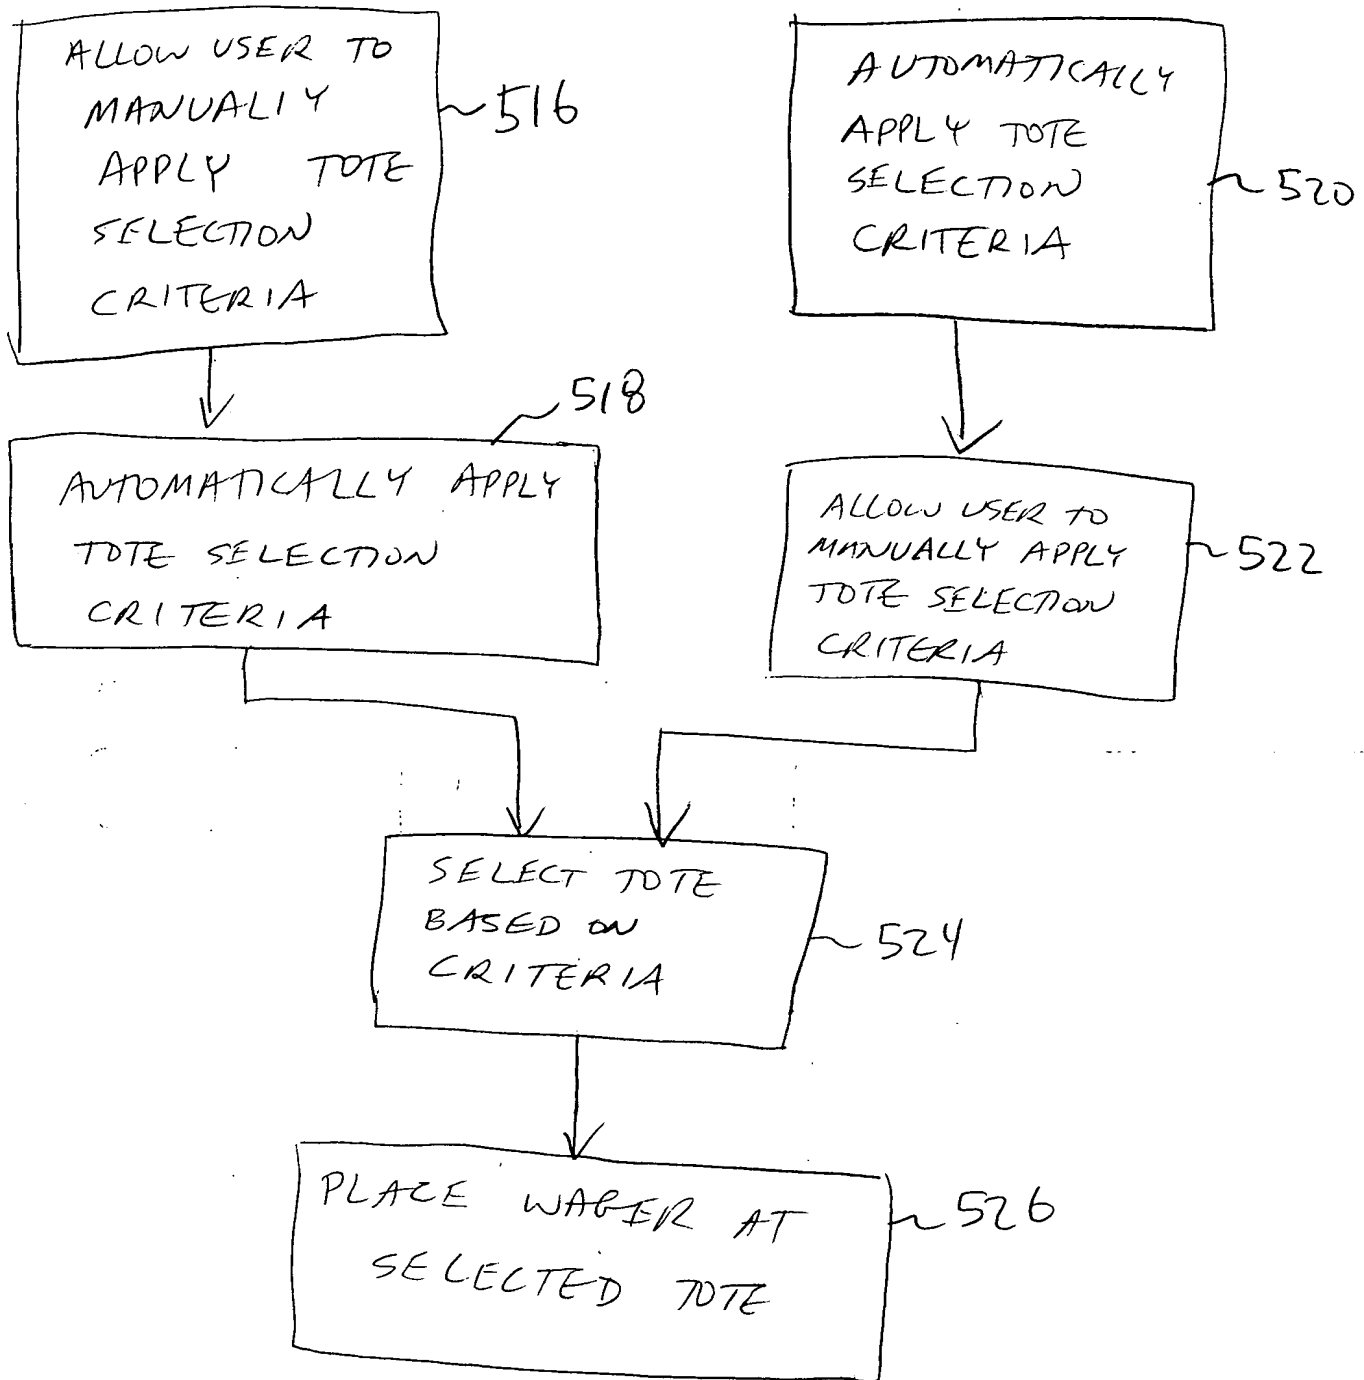 ALLOW USER TO
MANUALLY
APPLY TOTE
SELECTION
CRITERIA
516
AUTOMATICALLY
APPLY TOTE
SELECTION
CRITERIA
520
518
AUTOMATICALLY APPLY
TOTE SELECTION
CRITERIA
ALLOW USER TO
MANUALLY APPLY
TOTE SELECTION
CRITERIA
522
SELECT TOTE
BASED ON
CRITERIA
524
PLACE WAGER AT
SELECTED TOTE
526